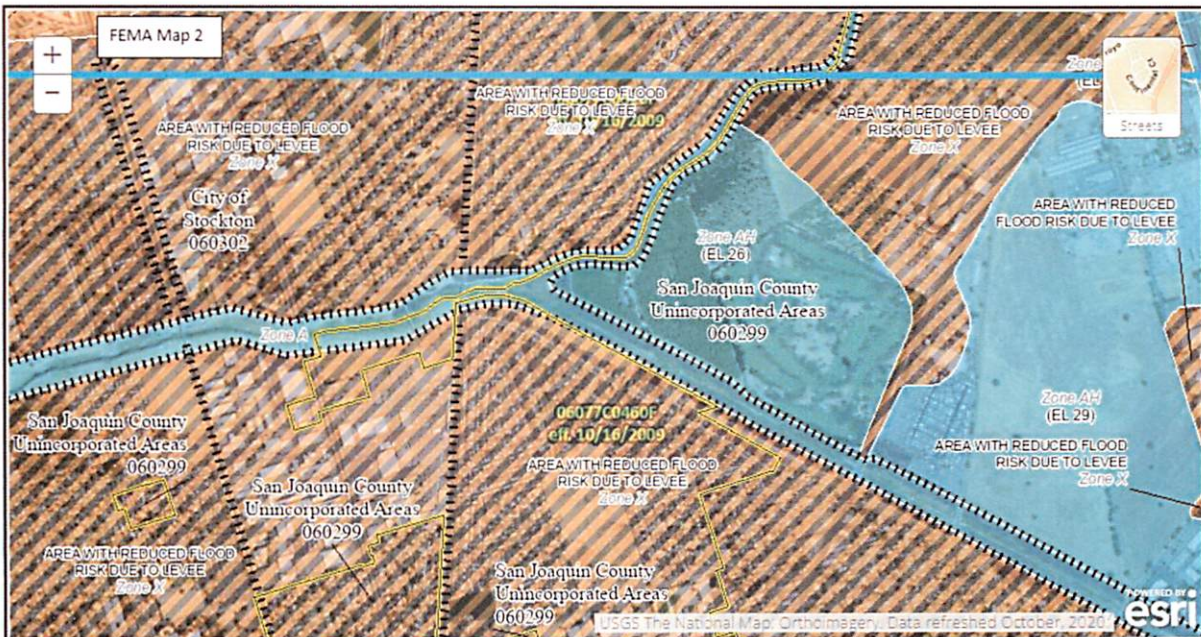 FEMA Map 2
+
−
Streets
Zone
AREA WITH REDUCED FLOOD
RISK DUE TO LEVEE
Zone X
16/2009
AREA WITH REDUCED FLOOD
RISK DUE TO LEVEE
Zone X
AREA WITH REDUCED FLOOD
RISK DUE TO LEVEE
Zone X
City of
Stockton
060302
AREA WITH REDUCED
FLOOD RISK DUE TO LEVEE
Zone X
Zone AH
(EL 26)
San Joaquin County
Unincorporated Areas
060299
Zone A
Zone AH
(EL 29)
AREA WITH REDUCED FLOOD
RISK DUE TO LEVEE
Zone X
San Joaquin County
Unincorporated Areas
060299
06077C0460F
eff. 10/16/2009
AREA WITH REDUCED FLOOD
RISK DUE TO LEVEE
Zone X
San Joaquin County
Unincorporated Areas
060299
AREA WITH REDUCED FLOOD
RISK DUE TO LEVEE
Zone X
San Joaquin County
Unincorporated Areas
060299
USGS The National Map: Orthoimagery. Data refreshed October, 2020.
POWERED BY
esri